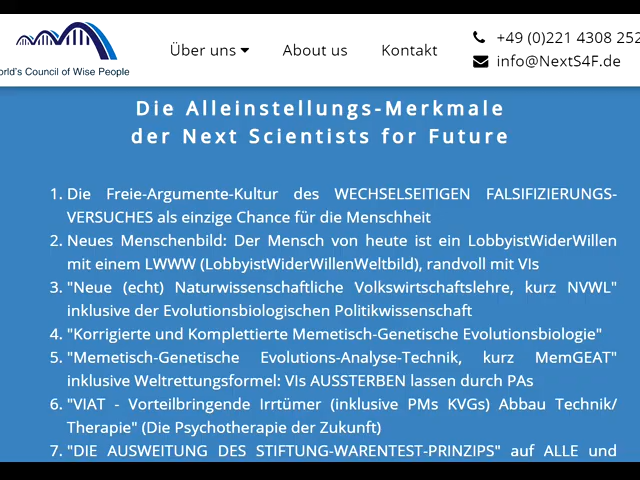 orld's Council of Wise People
Über uns
About us
Kontakt
+49 (0)221 4308 252
info@NextS4F.de
Die Alleinstellungs-Merkmale
der Next Scientists for Future
1. Die Freie-Argumente-Kultur des WECHSELSEITIGEN FALSIFIZIERUNGS-
VERSUCHES als einzige Chance für die Menschheit
2. Neues Menschenbild: Der Mensch von heute ist ein LobbyistWiderWillen
mit einem LWWW (LobbyistWiderWillenWeltbild), randvoll mit VIs
3. "Neue (echt) Naturwissenschaftliche Volkswirtschaftslehre, kurz NVWL"
inklusive der Evolutionsbiologischen Politikwissenschaft
4. "Korrigierte und Komplettierte Memetisch-Genetische Evolutionsbiologie"
5. "Memetisch-Genetische Evolutions-Analyse-Technik, kurz MemGEAT"
inklusive Weltrettungsformel: VIs AUSSTERBEN lassen durch PAs
6. "VIAT - Vorteilbringende Irrtümer (inklusive PMs KVGs) Abbau Technik/
Therapie" (Die Psychotherapie der Zukunft)
7. "DIE AUSWEITUNG DES STIFTUNG-WARENTEST-PRINZIPS" auf ALLE und